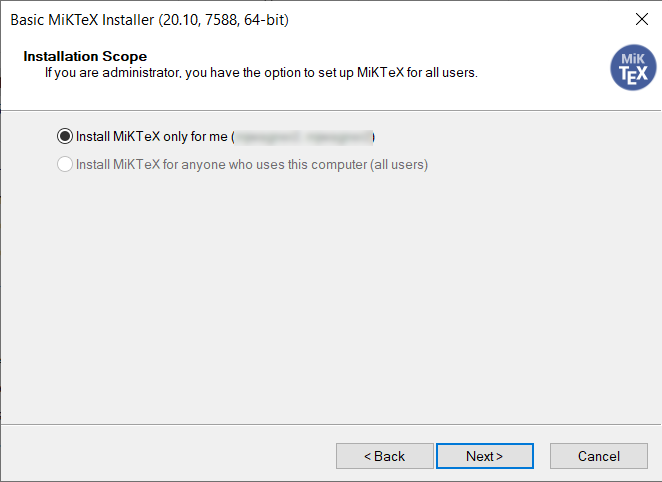 Basic MiKTeX Installer (20.10, 7588, 64-bit)
Installation Scope
If you are administrator, you have the option to set up MiKTeX for all users.
MiK
TEX
Install MiKTeX only for me ( )
Install MiKTeX for anyone who uses this computer (all users)
< Back Next > Cancel